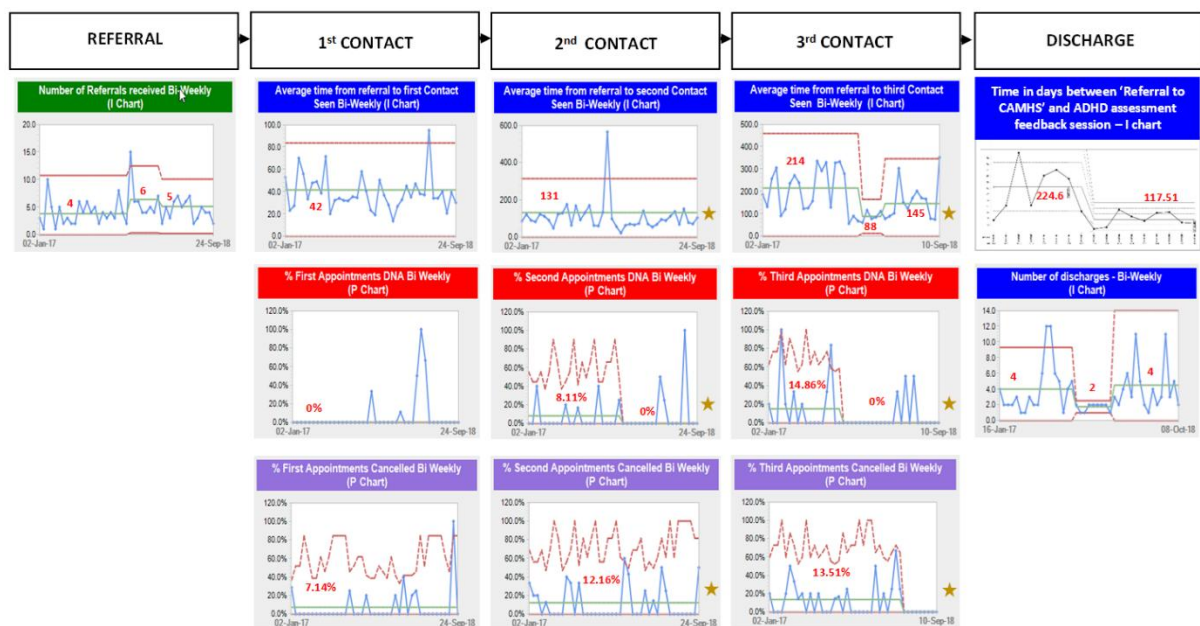 REFERRAL
1st CONTACT
2nd CONTACT
3rd CONTACT
DISCHARGE
Number of Referrals received Bi-Weekly
(I Chart)
20.0
15.0
10.0
5.0
0.0
4
6
5
02-Jan-17
24-Sep-18
Average time from referral to first Contact
Seen Bi-Weekly (I Chart)
100.0
80.0
60.0
40.0
20.0
0.0
42
02-Jan-17
24-Sep-18
Average time from referral to second Contact
Seen Bi-Weekly (I Chart)
600.0
400.0
200.0
0.0
131
02-Jan-17
24-Sep-18
Average time from referral to third Contact
Seen Bi-Weekly (I Chart)
500.0
400.0
300.0
200.0
100.0
0.0
214
88
145
02-Jan-17
10-Sep-18
Time in days between ‘Referral to
CAMHS’ and ADHD assessment
feedback session – I chart
224.6
117.51
% First Appointments DNA Bi Weekly
(P Chart)
120.0%
100.0%
80.0%
60.0%
40.0%
20.0%
0.0%
0%
02-Jan-17
24-Sep-18
% Second Appointments DNA Bi Weekly
(P Chart)
120.0%
100.0%
80.0%
60.0%
40.0%
20.0%
0.0%
8.11%
0%
02-Jan-17
24-Sep-18
% Third Appointments DNA Bi Weekly
(P Chart)
120.0%
100.0%
80.0%
60.0%
40.0%
20.0%
0.0%
14.86%
0%
02-Jan-17
10-Sep-18
Number of discharges - Bi-Weekly
(I Chart)
14.0
12.0
10.0
8.0
6.0
4.0
2.0
0.0
4
2
4
16-Jan-17
08-Oct-18
% First Appointments Cancelled Bi Weekly
(P Chart)
120.0%
100.0%
80.0%
60.0%
40.0%
20.0%
0.0%
7.14%
02-Jan-17
24-Sep-18
% Second Appointments Cancelled Bi Weekly
(P Chart)
120.0%
100.0%
80.0%
60.0%
40.0%
20.0%
0.0%
12.16%
02-Jan-17
24-Sep-18
% Third Appointments Cancelled Bi Weekly
(P Chart)
120.0%
100.0%
80.0%
60.0%
40.0%
20.0%
0.0%
13.51%
02-Jan-17
10-Sep-18